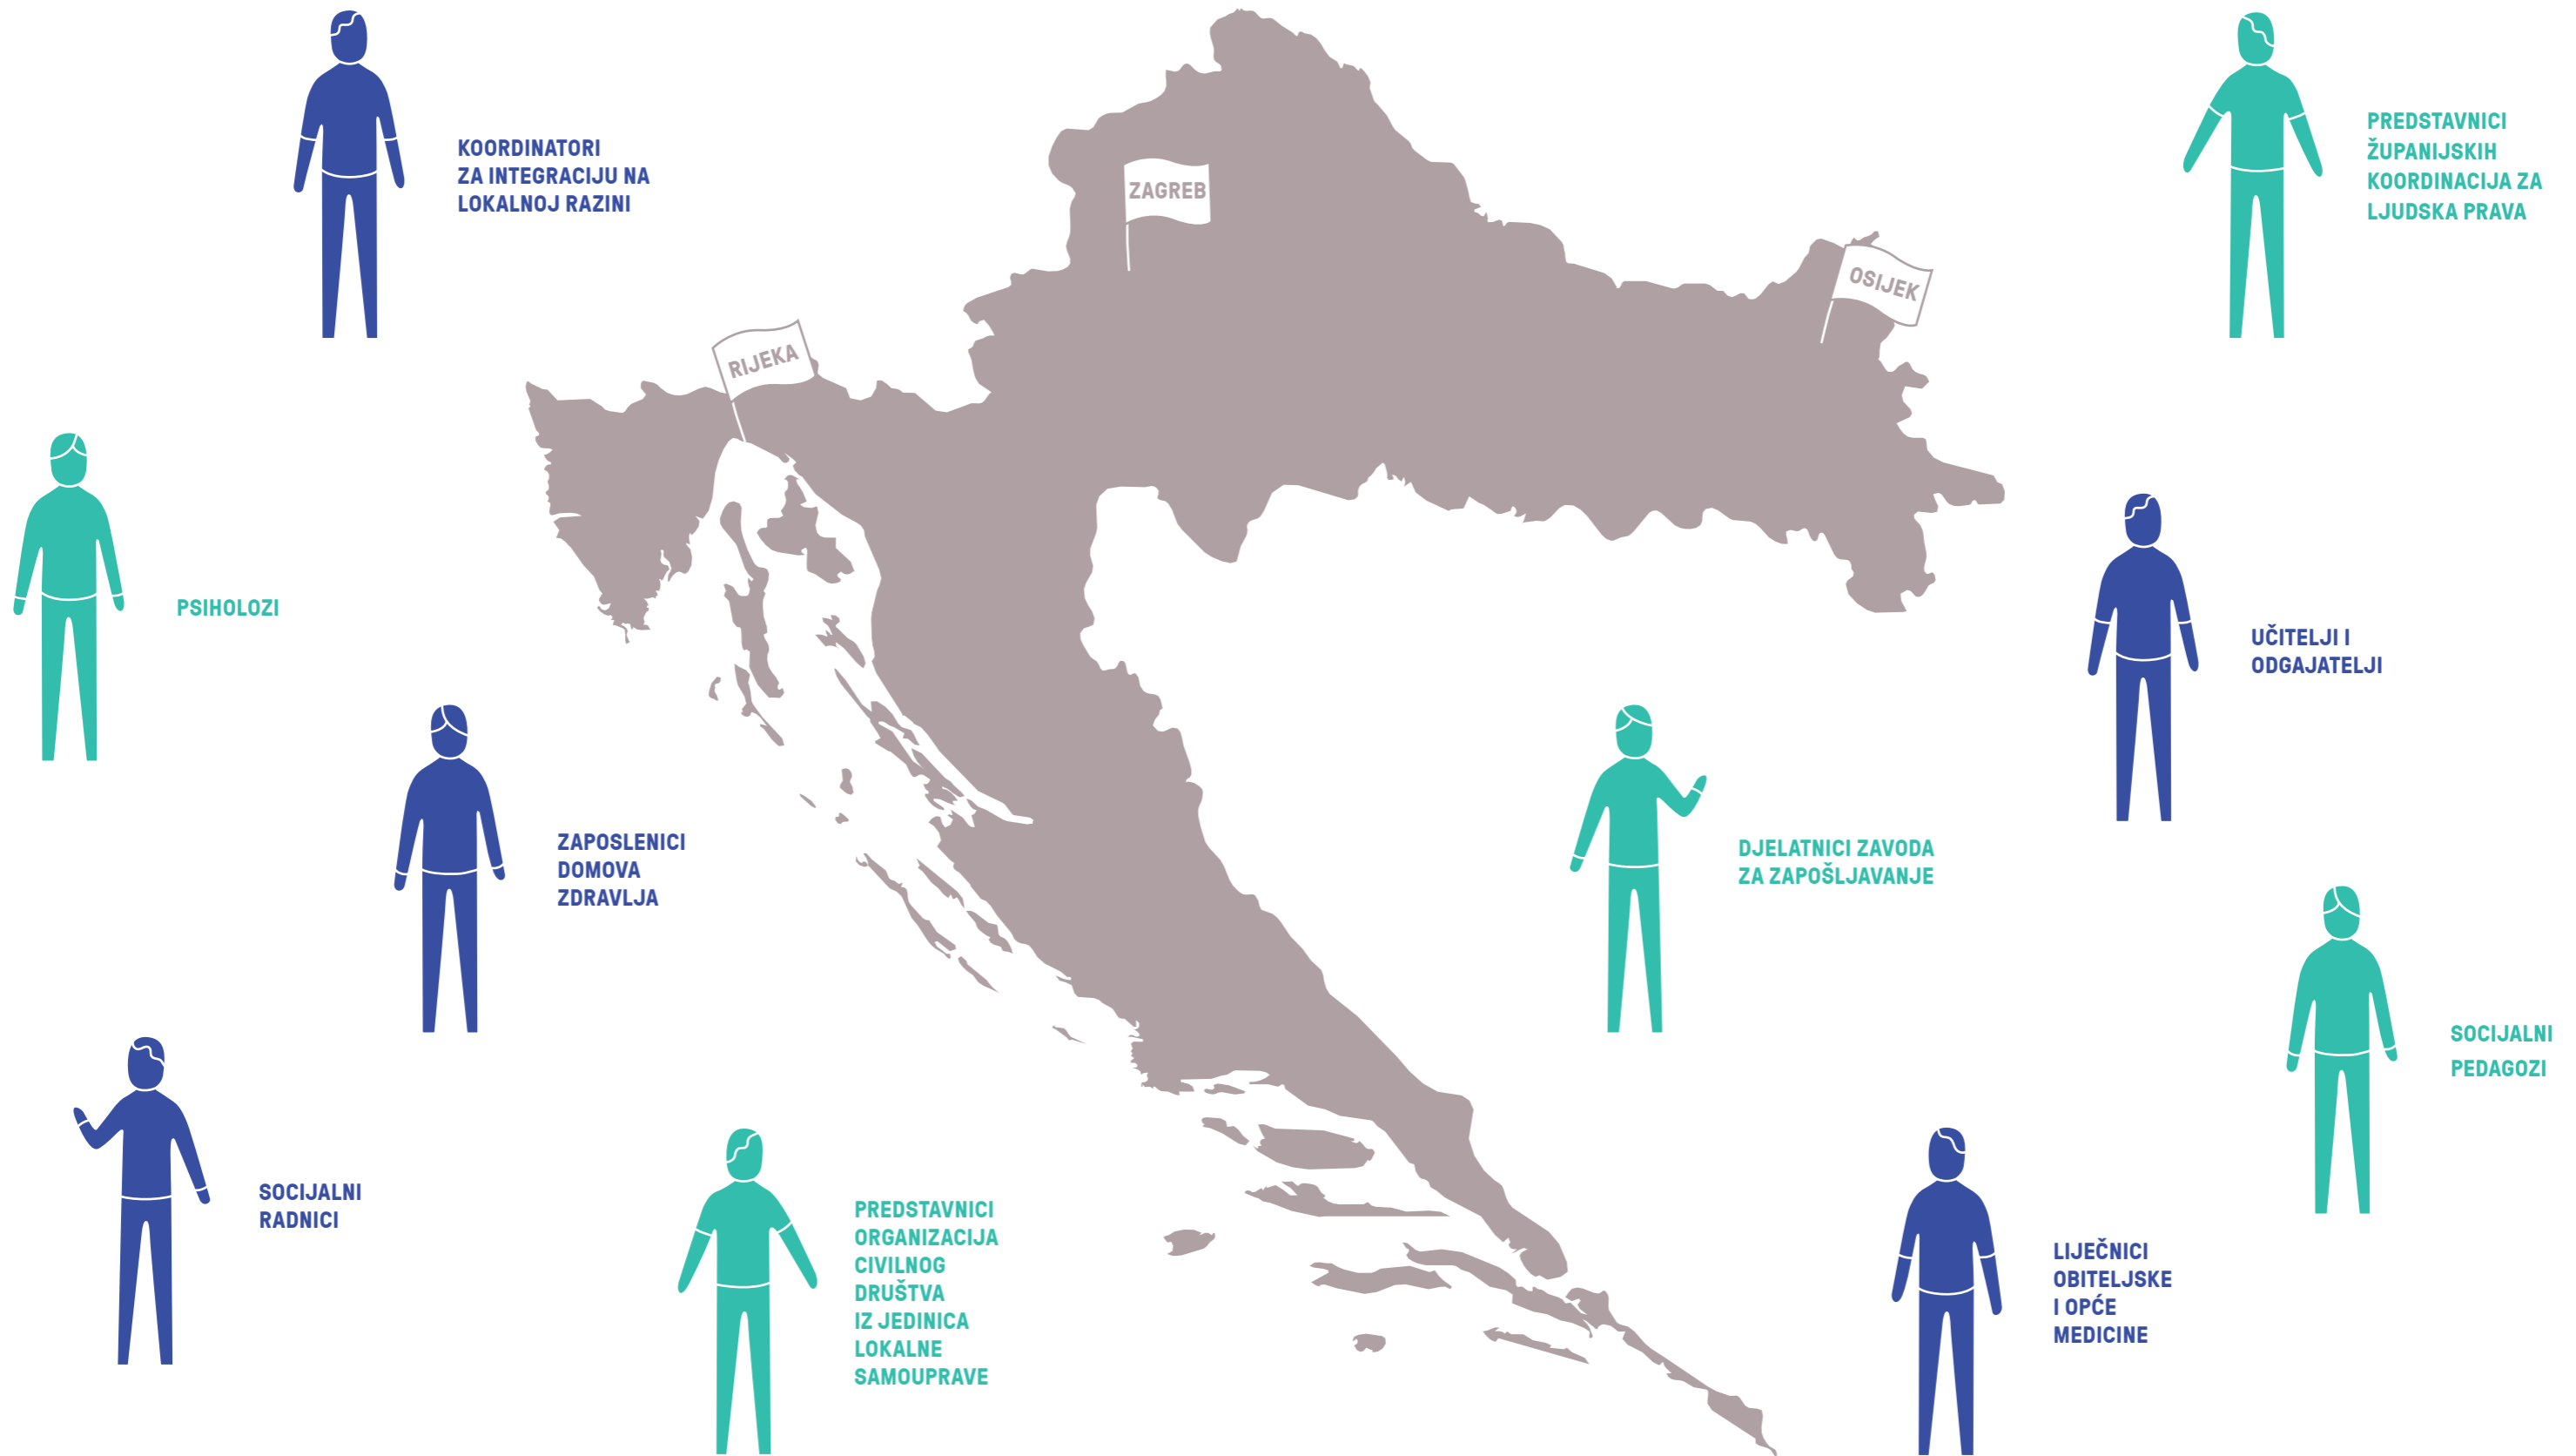 KOORDINATORI
ZA INTEGRACIJU NA
LOKALNOJ RAZINI
ZAGREB
PREDSTAVNICI
ŽUPANIJSKIH
KOORDINACIJA ZA
LJUDSKA PRAVA
OSIJEK
RIJEKA
PSIHOLOZI
UČITELJI I
ODGAJATELJI
ZAPOSLENICI
DOMOVA
ZDRAVLJA
DJELATNICI ZAVODA
ZA ZAPOŠLJAVANJE
SOCIJALNI
PEDAGOZI
SOCIJALNI
RADNICI
PREDSTAVNICI
ORGANIZACIJA
CIVILNOG
DRUŠTVA
IZ JEDINICA
LOKALNE
SAMOUPRAVE
LIJEČNICI
OBITELJSKE
I OPĆE
MEDICINE